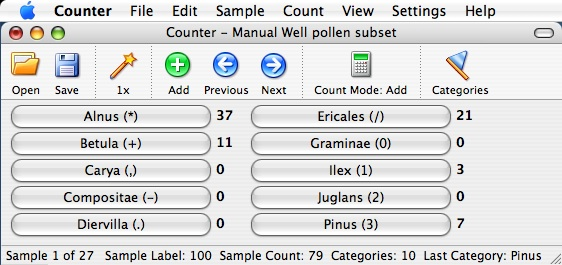 Counter File Edit Sample Count View Settings Help
Counter – Manual Well pollen subset
Open Save 1x Add Previous Next Count Mode: Add Categories
Alnus (*) 37 Ericales (/) 21
Betula (+) 11 Graminae (0) 0
Carya (,) 0 Ilex (1) 3
Compositae (–) 0 Juglans (2) 0
Diervilla (.) 0 Pinus (3) 7
Sample 1 of 27 Sample Label: 100 Sample Count: 79 Categories: 10 Last Category: Pinus